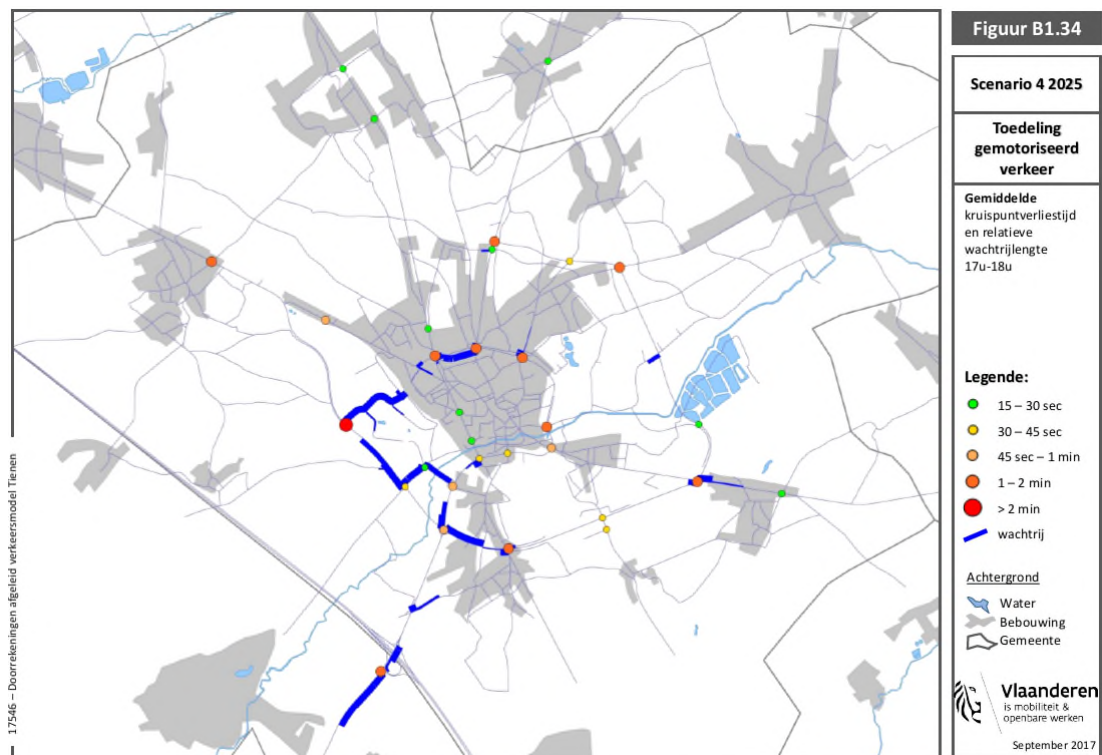 Figuur B1.34
Scenario 4 2025
Toedeling
gemotoriseerd
verkeer
Gemiddelde
kruispuntverliestijd
en relatieve
wachtrijlengte
17u-18u
Legende:
15 – 30 sec
30 – 45 sec
45 sec – 1 min
1 – 2 min
> 2 min
wachtrij
Achtergrond
Water
Bebouwing
Gemeente
Vlaanderen
is mobiliteit &
openbare werken
September 2017
17546 – Doorrekeningen afgeleid verkeersmodel Tienen